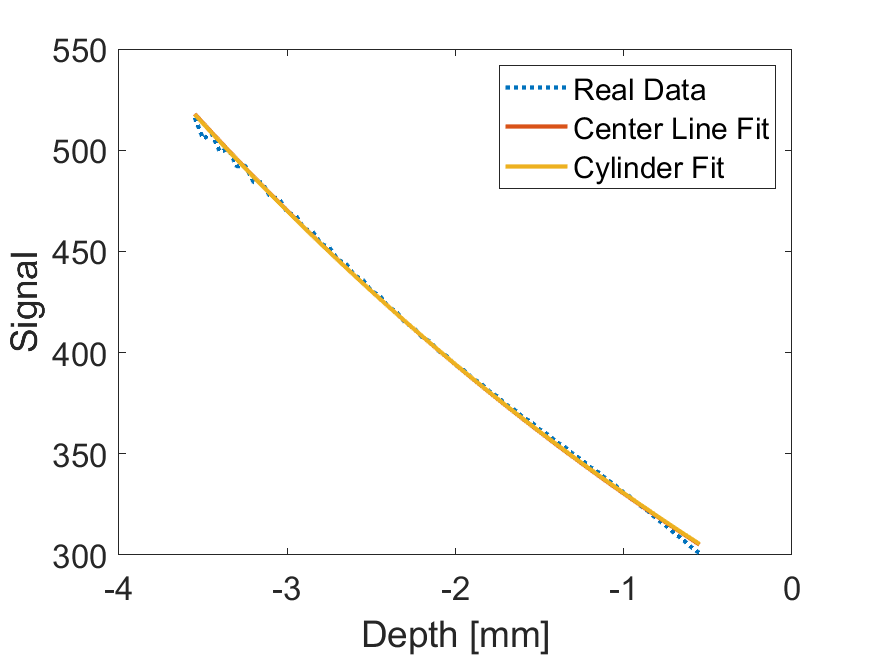 550
500
450
400
350
300
-4
-3
-2
-1
0
Signal
Depth [mm]
Real Data
Center Line Fit
Cylinder Fit